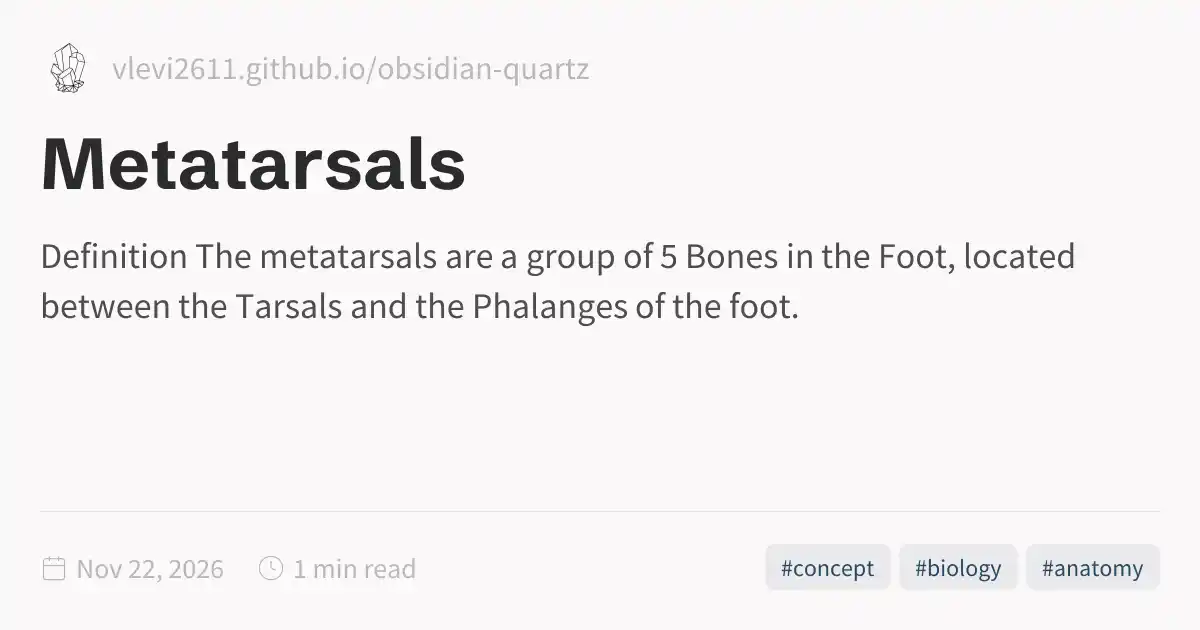 vlevi2611.github.io/obsidian-quartz
Metatarsals
Definition The metatarsals are a group of 5 Bones in the Foot, located
between the Tarsals and the Phalanges of the foot.
Nov 22, 2026 1 min read #concept #biology #anatomy